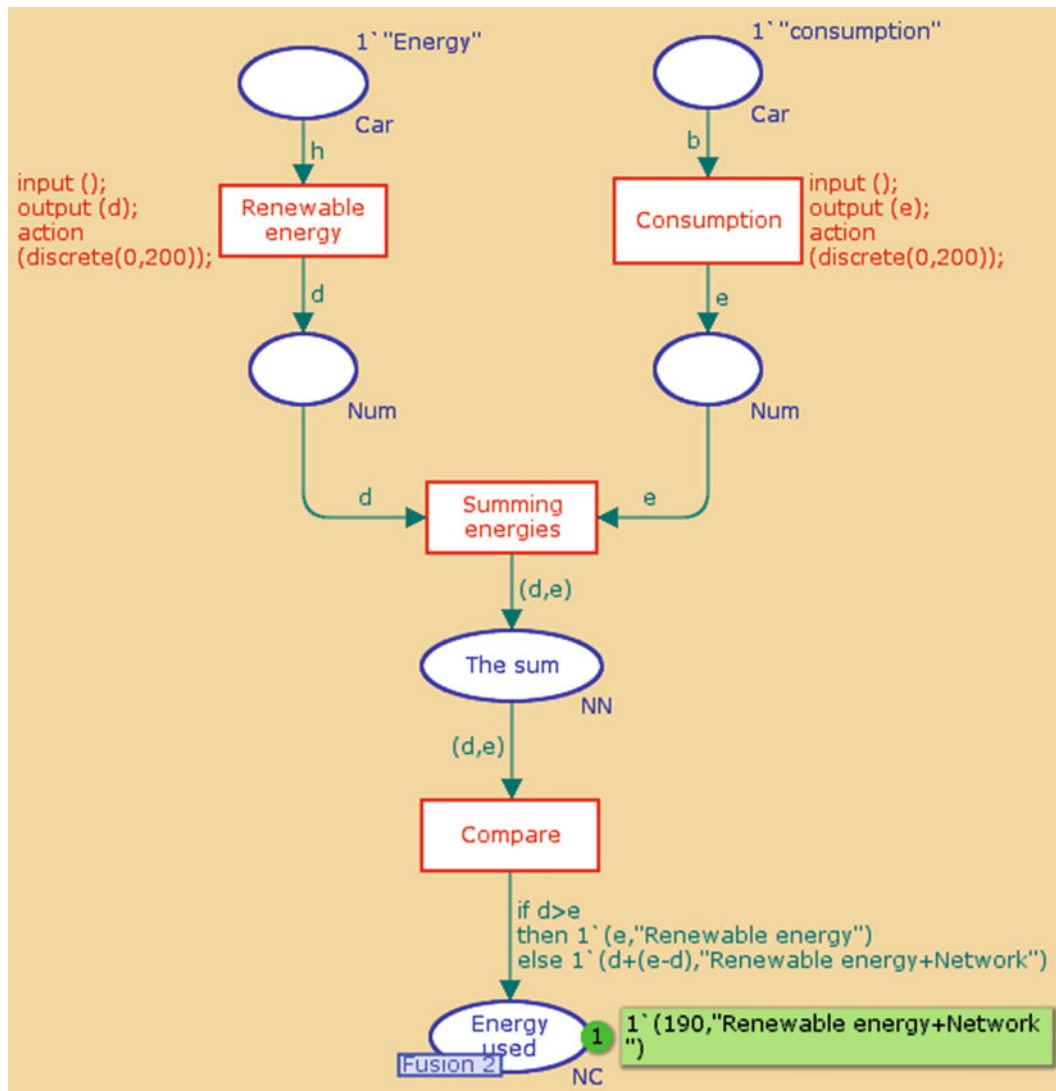 1`"Energy"
1`"consumption"
Car
Car
h
b
input ();
output (d);
action
(discrete(0,200));
Renewable
energy
Consumption
input ();
output (e);
action
(discrete(0,200));
d
e
Num
Num
d
Summing
energies
e
(d,e)
The sum
NN
(d,e)
Compare
if d>e
then 1`(e,"Renewable energy")
else 1`(d+(e-d),"Renewable energy+Network")
Energy
used
1
1`(190,"Renewable energy+Network
")
Fusion 2
NC